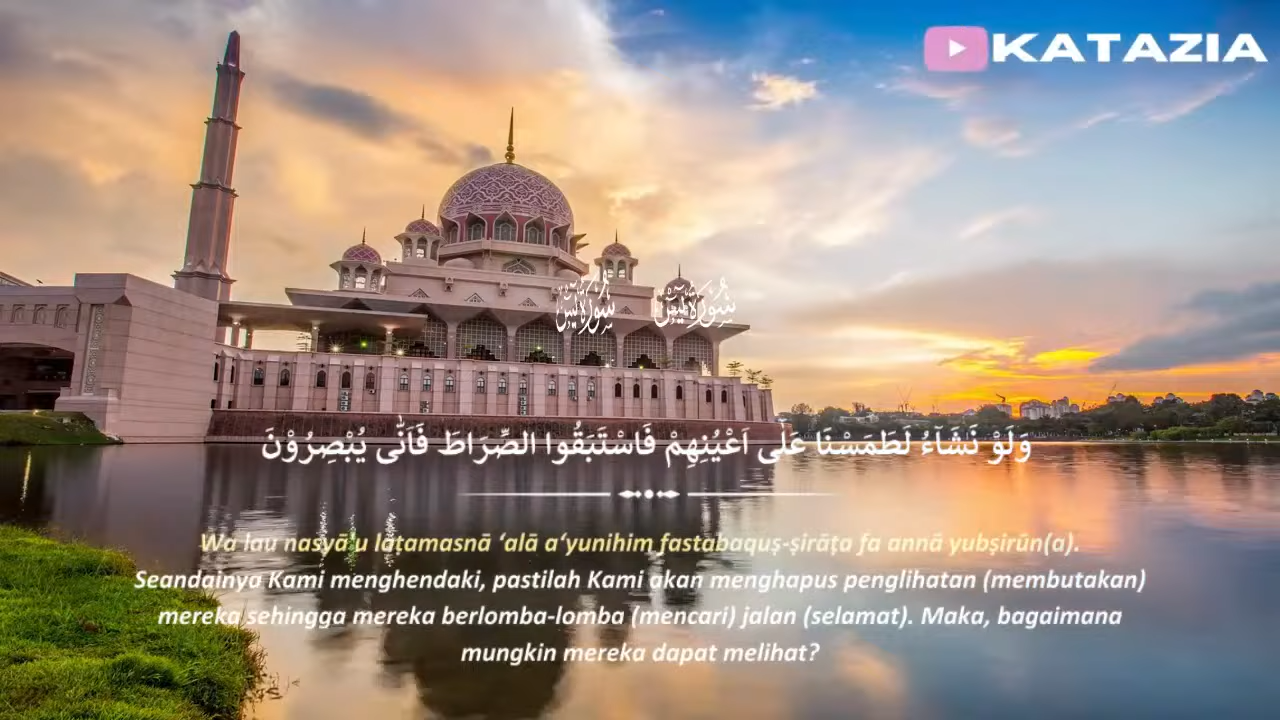 KATAZIA
سُورَةُ يٰسٓ سُورَةُ يٰسٓ
وَلَوْ نَشَاۤءُ لَطَمَسْنَا عَلٰٓى اَعْيُنِهِمْ فَاسْتَبَقُوا الصِّرَاطَ فَاَنّٰى يُبْصِرُوْنَ
Wa lau nasyā'u laṭamasnā ‘alā a‘yunihim fastabaquṣ-ṣirāṭa fa annā yubṣirūn(a).
Seandainya Kami menghendaki, pastilah Kami akan menghapus penglihatan (membutakan)
mereka sehingga mereka berlomba-lomba (mencari) jalan (selamat). Maka, bagaimana
mungkin mereka dapat melihat?